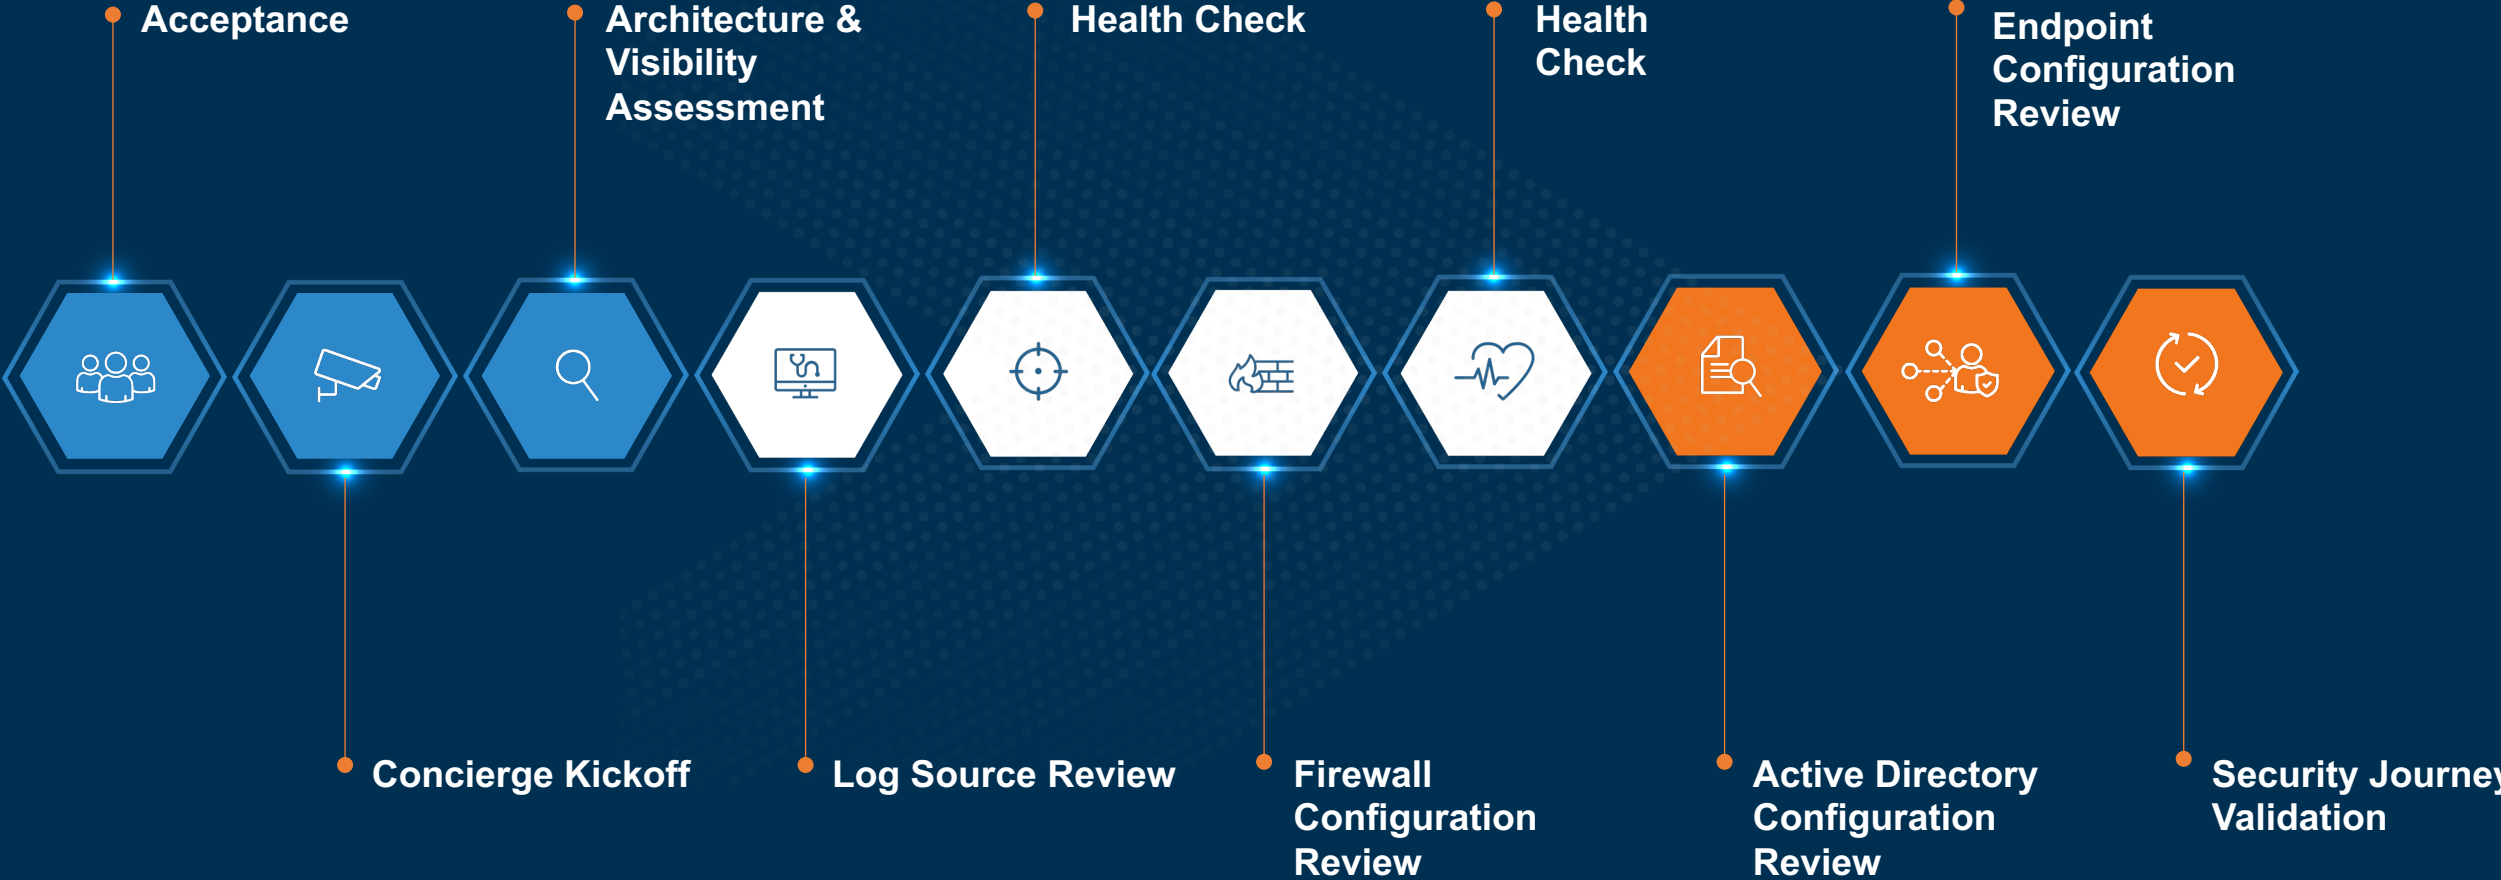 Acceptance
Architecture &
Visibility
Assessment
Health Check
Health
Check
Endpoint
Configuration
Review
Concierge Kickoff
Log Source Review
Firewall
Configuration
Review
Active Directory
Configuration
Review
Security Journey
Validation